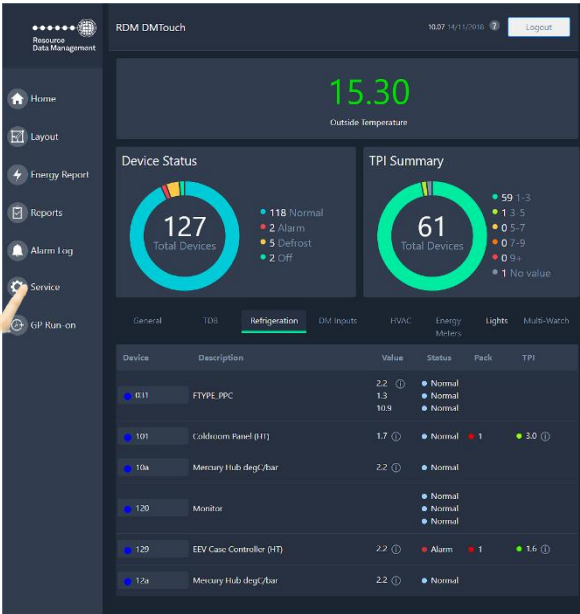 Resource
Data Management
RDM DMTouch
10.07 14/11/2018 ?
Logout
Home
Layout
Energy Report
Reports
Alarm Log
Service
GP Run-on
15.30
Outside Temperature
Device Status
127
Total Devices
118 Normal
2 Alarm
5 Defrost
2 Off
TPI Summary
61
Total Devices
59 1-3
1 3-5
0 5-7
0 7-9
0 9+
1 No value
General TDB Refrigeration DM Inputs HVAC Energy Meters Lights Multi-Watch
Device Description Value Status Pack TPI
031 FTYPE_PPC 2.2 Normal
1.3 Normal
10.9 Normal
101 Coldroom Panel (HT) 1.7 Normal 1 3.0
10a Mercury Hub degC/bar 2.2 Normal
120 Monitor Normal
Normal
Normal
129 EEV Case Controller (HT) 2.2 Alarm 1 1.6
12a Mercury Hub degC/bar 2.2 Normal